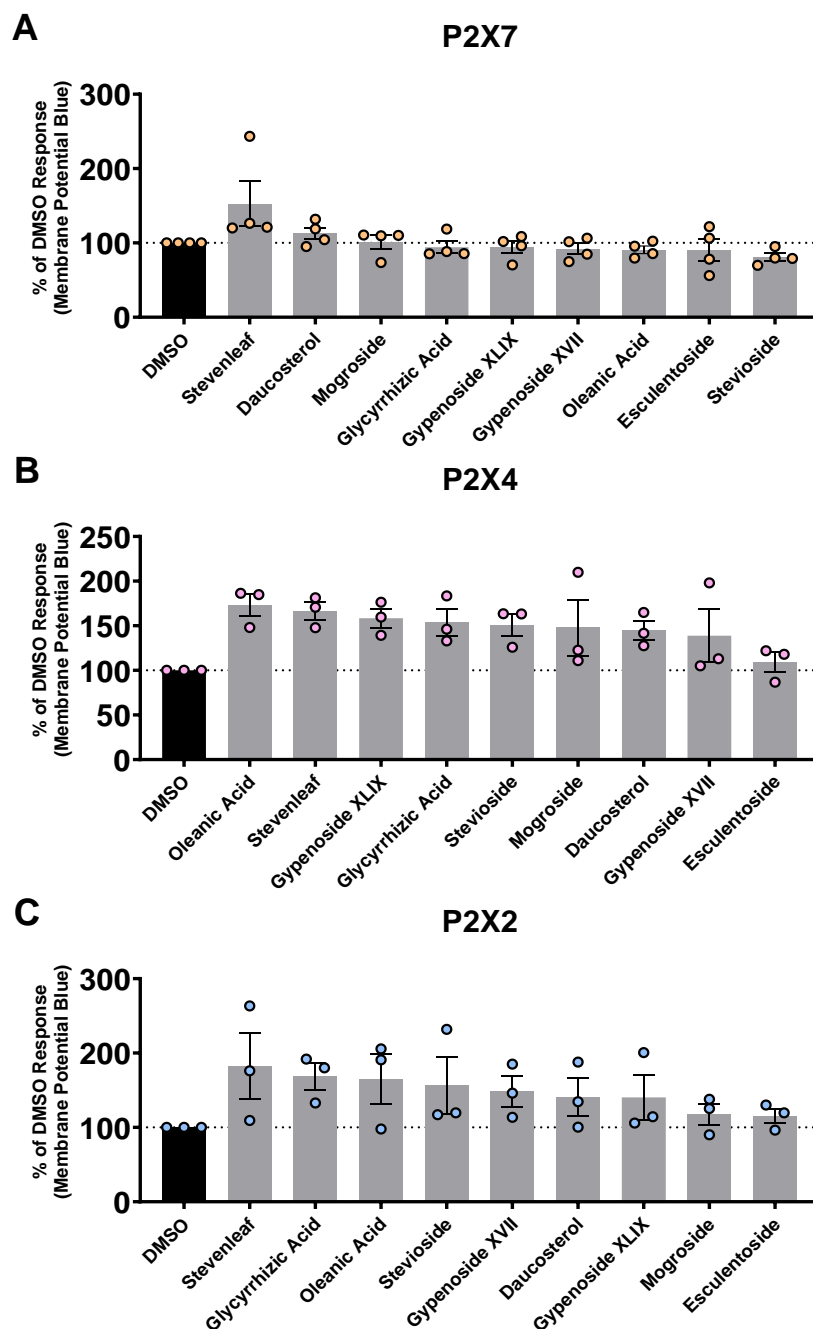 A
P2X7
% of DMSO Response
(Membrane Potential Blue)
300
200
100
0
DMSO
Stevenleaf
Daucosterol
Mogroside
Glycyrrhizic Acid
Gypenoside XLIX
Gypenoside XVII
Oleanic Acid
Esculentoside
Stevioside
B
P2X4
% of DMSO Response
(Membrane Potential Blue)
250
200
150
100
50
0
DMSO
Oleanic Acid
Stevenleaf
Gypenoside XLIX
Glycyrrhizic Acid
Stevioside
Mogroside
Daucosterol
Gypenoside XVII
Esculentoside
C
P2X2
% of DMSO Response
(Membrane Potential Blue)
300
200
100
0
DMSO
Stevenleaf
Glycyrrhizic Acid
Oleanic Acid
Stevioside
Gypenoside XVII
Daucosterol
Gypenoside XLIX
Mogroside
Esculentoside